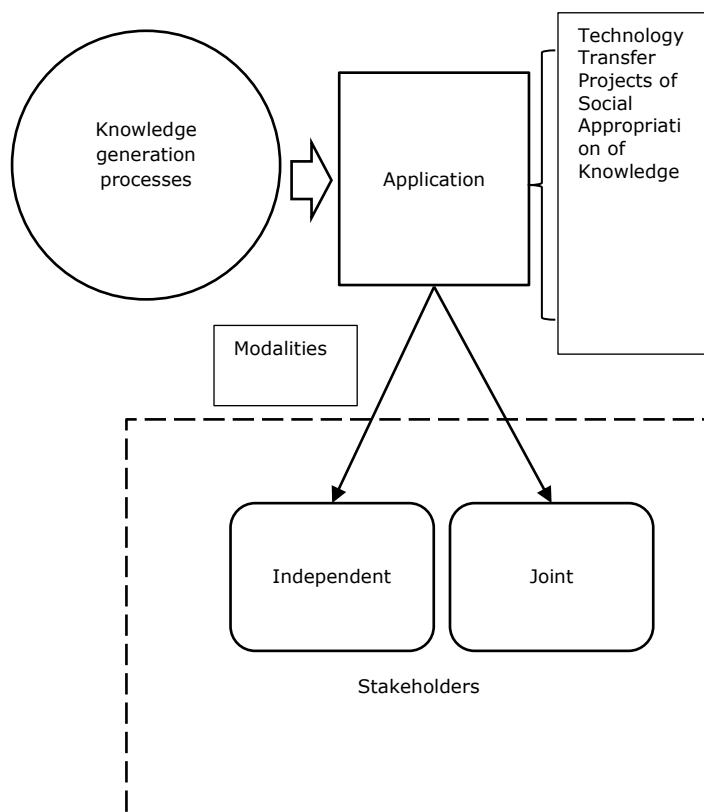 Knowledge
generation
processes
Application
Technology
Transfer
Projects of
Social
Appropriati
on of
Knowledge
Modalities
Independent
Joint
Stakeholders